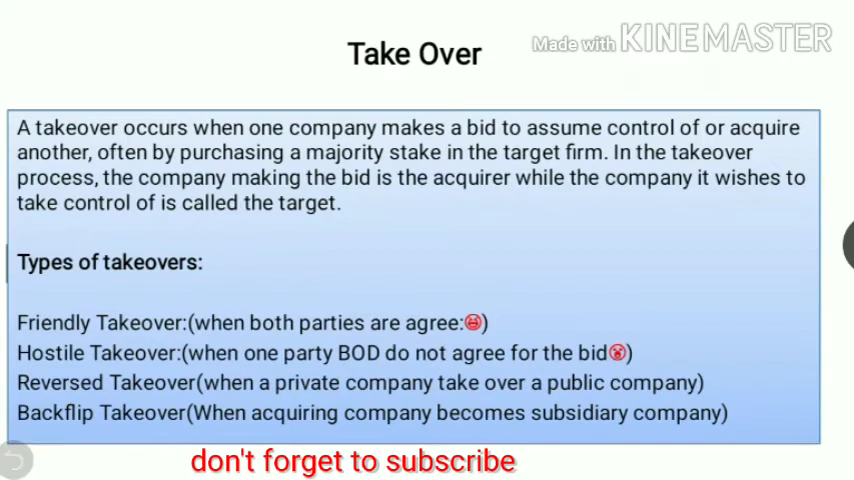 Take Over
Made with KINEMASTER
A takeover occurs when one company makes a bid to assume control of or acquire
another, often by purchasing a majority stake in the target firm. In the takeover
process, the company making the bid is the acquirer while the company it wishes to
take control of is called the target.
Types of takeovers:
Friendly Takeover:(when both parties are agree:😆)
Hostile Takeover:(when one party BOD do not agree for the bid😵)
Reversed Takeover(when a private company take over a public company)
Backflip Takeover(When acquiring company becomes subsidiary company)
don't forget to subscribe